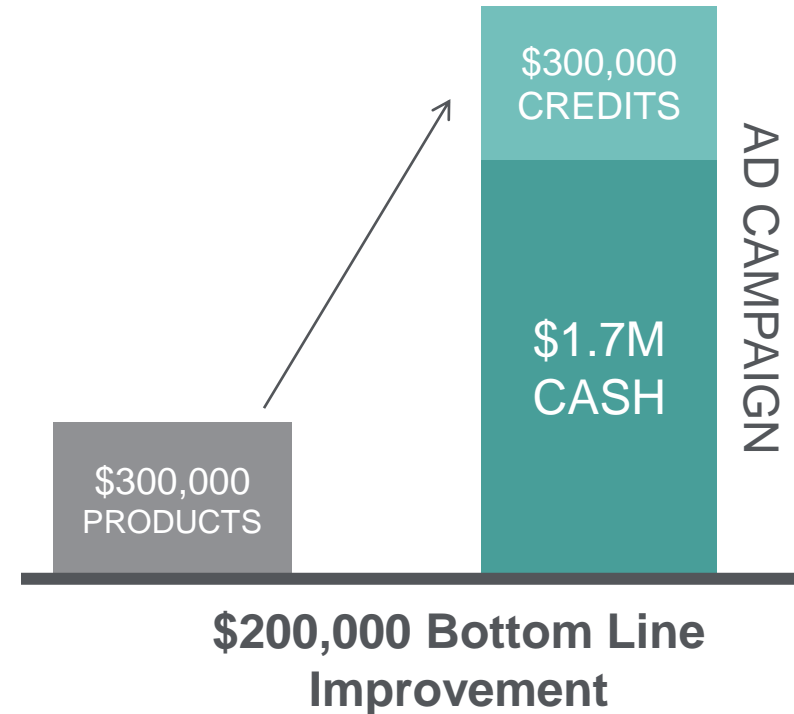 $300,000
CREDITS
AD CAMPAIGN
$1.7M
CASH
$300,000
PRODUCTS
$200,000 Bottom Line
Improvement